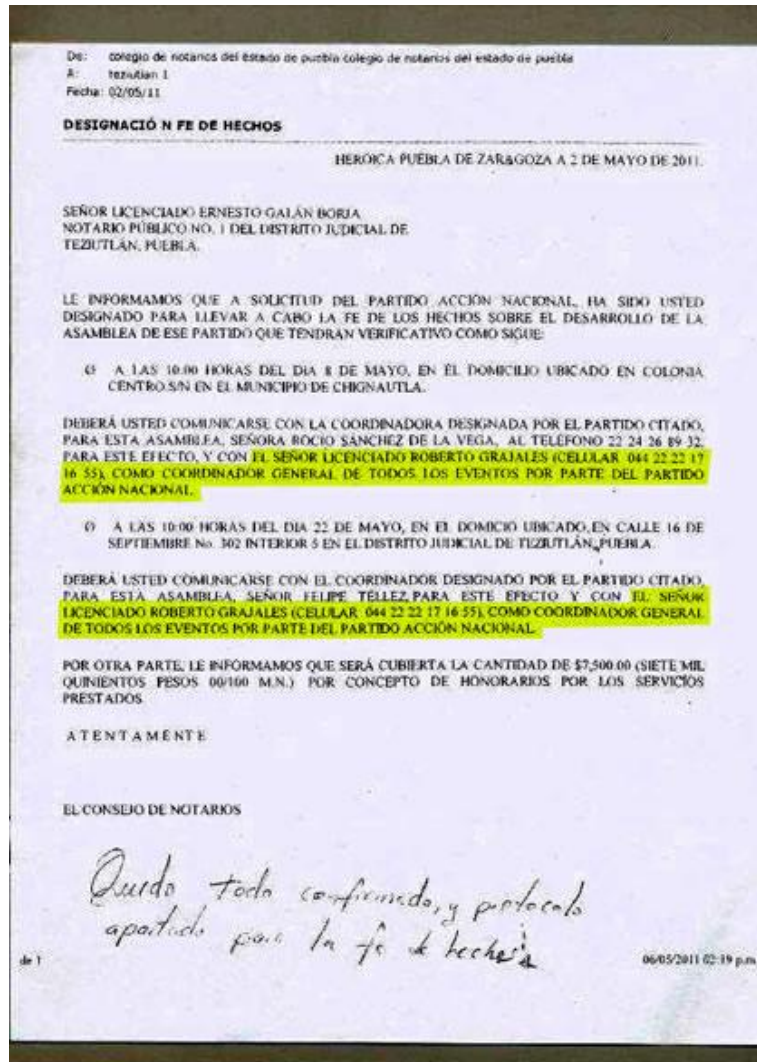 De: colegio de notarios del estado de puebla colegio de notarios del estado de puebla
A: teziutlan 1
Fecha: 02/05/11
DESIGNACIÓ N FE DE HECHOS
HEROICA PUEBLA DE ZARAGOZA A 2 DE MAYO DE 2011.
SEÑOR LICENCIADO ERNESTO GALÁN BORJA
NOTARIO PÚBLICO NO. 1 DEL DISTRITO JUDICIAL DE
TEZIUTLÁN, PUEBLA.
LE INFORMAMOS QUE A SOLICITUD DEL PARTIDO ACCIÓN NACIONAL, HA SIDO USTED
DESIGNADO PARA LLEVAR A CABO LA FE DE LOS HECHOS SOBRE EL DESARROLLO DE LA
ASAMBLEA DE ESE PARTIDO QUE TENDRAN VERIFICATIVO COMO SIGUE:
A LAS 10:00 HORAS DEL DIA 8 DE MAYO, EN EL DOMICILIO UBICADO EN COLONIA
CENTRO S/N EN EL MUNICIPIO DE CHIGNAUTLA.
DEBERÁ USTED COMUNICARSE CON LA COORDINADORA DESIGNADA POR EL PARTIDO CITADO,
PARA ESTA ASAMBLEA, SEÑORA ROCIO SÁNCHEZ DE LA VEGA, AL TELÉFONO 22 24 26 89 32,
PARA ESTE EFECTO, Y CON EL SEÑOR LICENCIADO ROBERTO GRAJALES (CELULAR 044 22 22 17
16 55), COMO COORDINADOR GENERAL DE TODOS LOS EVENTOS POR PARTE DEL PARTIDO
ACCIÓN NACIONAL.
A LAS 10:00 HORAS DEL DIA 22 DE MAYO, EN EL DOMICIO UBICADO EN CALLE 16 DE
SEPTIEMBRE No. 302 INTERIOR 5 EN EL DISTRITO JUDICIAL DE TEZIUTLÁN, PUEBLA.
DEBERÁ USTED COMUNICARSE CON EL COORDINADOR DESIGNADO POR EL PARTIDO CITADO,
PARA ESTA ASAMBLEA, SEÑOR FELIPE TÉLLEZ PARA ESTE EFECTO Y CON EL SEÑOR
LICENCIADO ROBERTO GRAJALES (CELULAR 044 22 22 17 16 55), COMO COORDINADOR GENERAL
DE TODOS LOS EVENTOS POR PARTE DEL PARTIDO ACCIÓN NACIONAL.
POR OTRA PARTE, LE INFORMAMOS QUE SERÁ CUBIERTA LA CANTIDAD DE $7,500.00 (SIETE MIL
QUINIENTOS PESOS 00/100 M.N.) POR CONCEPTO DE HONORARIOS POR LOS SERVICIOS
PRESTADOS.
ATENTAMENTE
EL CONSEJO DE NOTARIOS
Quedo todo confirmado, y protocolo
apartado para la fe de hechos
de 1
06/05/2011 02:19 p.m.